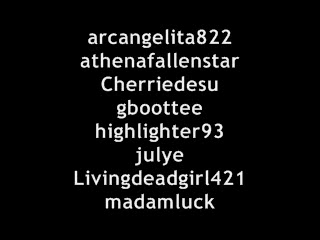 arcangelita822
athenafallenstar
Cherriedesu
gboottee
highlighter93
julye
Livingdeadgirl421
madamluck